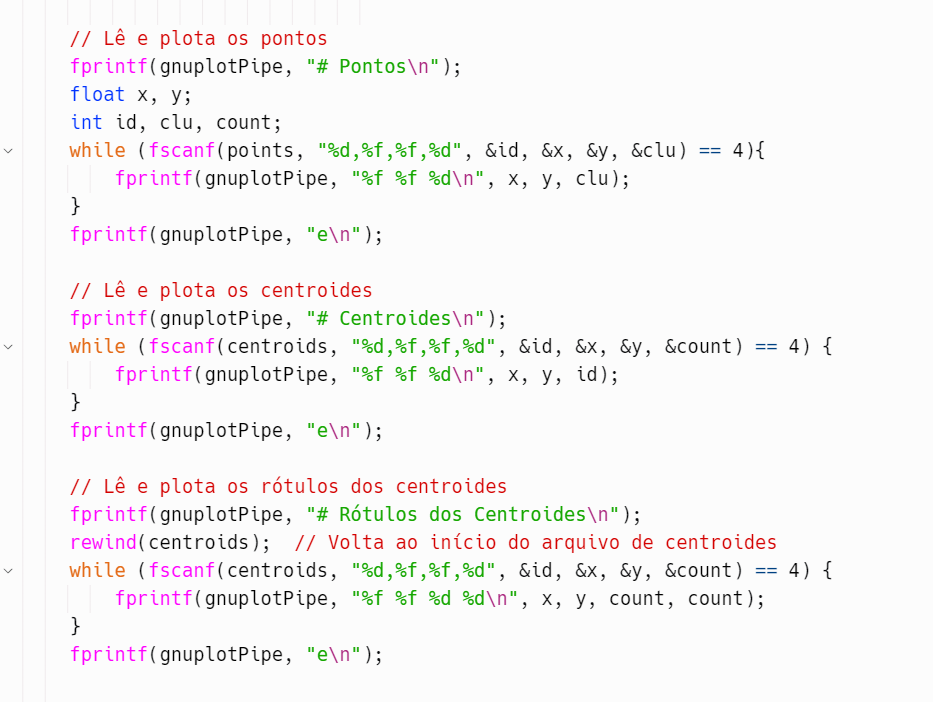 // Lê e plota os pontos
fprintf(gnuplotPipe, "# Pontos\n");
float x, y;
int id, clu, count;
while (fscanf(points, "%d,%f,%f,%d", &id, &x, &y, &clu) == 4){
    fprintf(gnuplotPipe, "%f %f %d\n", x, y, clu);
}
fprintf(gnuplotPipe, "e\n");

// Lê e plota os centroides
fprintf(gnuplotPipe, "# Centroides\n");
while (fscanf(centroids, "%d,%f,%f,%d", &id, &x, &y, &count) == 4) {
    fprintf(gnuplotPipe, "%f %f %d\n", x, y, id);
}
fprintf(gnuplotPipe, "e\n");

// Lê e plota os rótulos dos centroides
fprintf(gnuplotPipe, "# Rótulos dos Centroides\n");
rewind(centroids);  // Volta ao início do arquivo de centroides
while (fscanf(centroids, "%d,%f,%f,%d", &id, &x, &y, &count) == 4) {
    fprintf(gnuplotPipe, "%f %f %d %d\n", x, y, count, count);
}
fprintf(gnuplotPipe, "e\n");